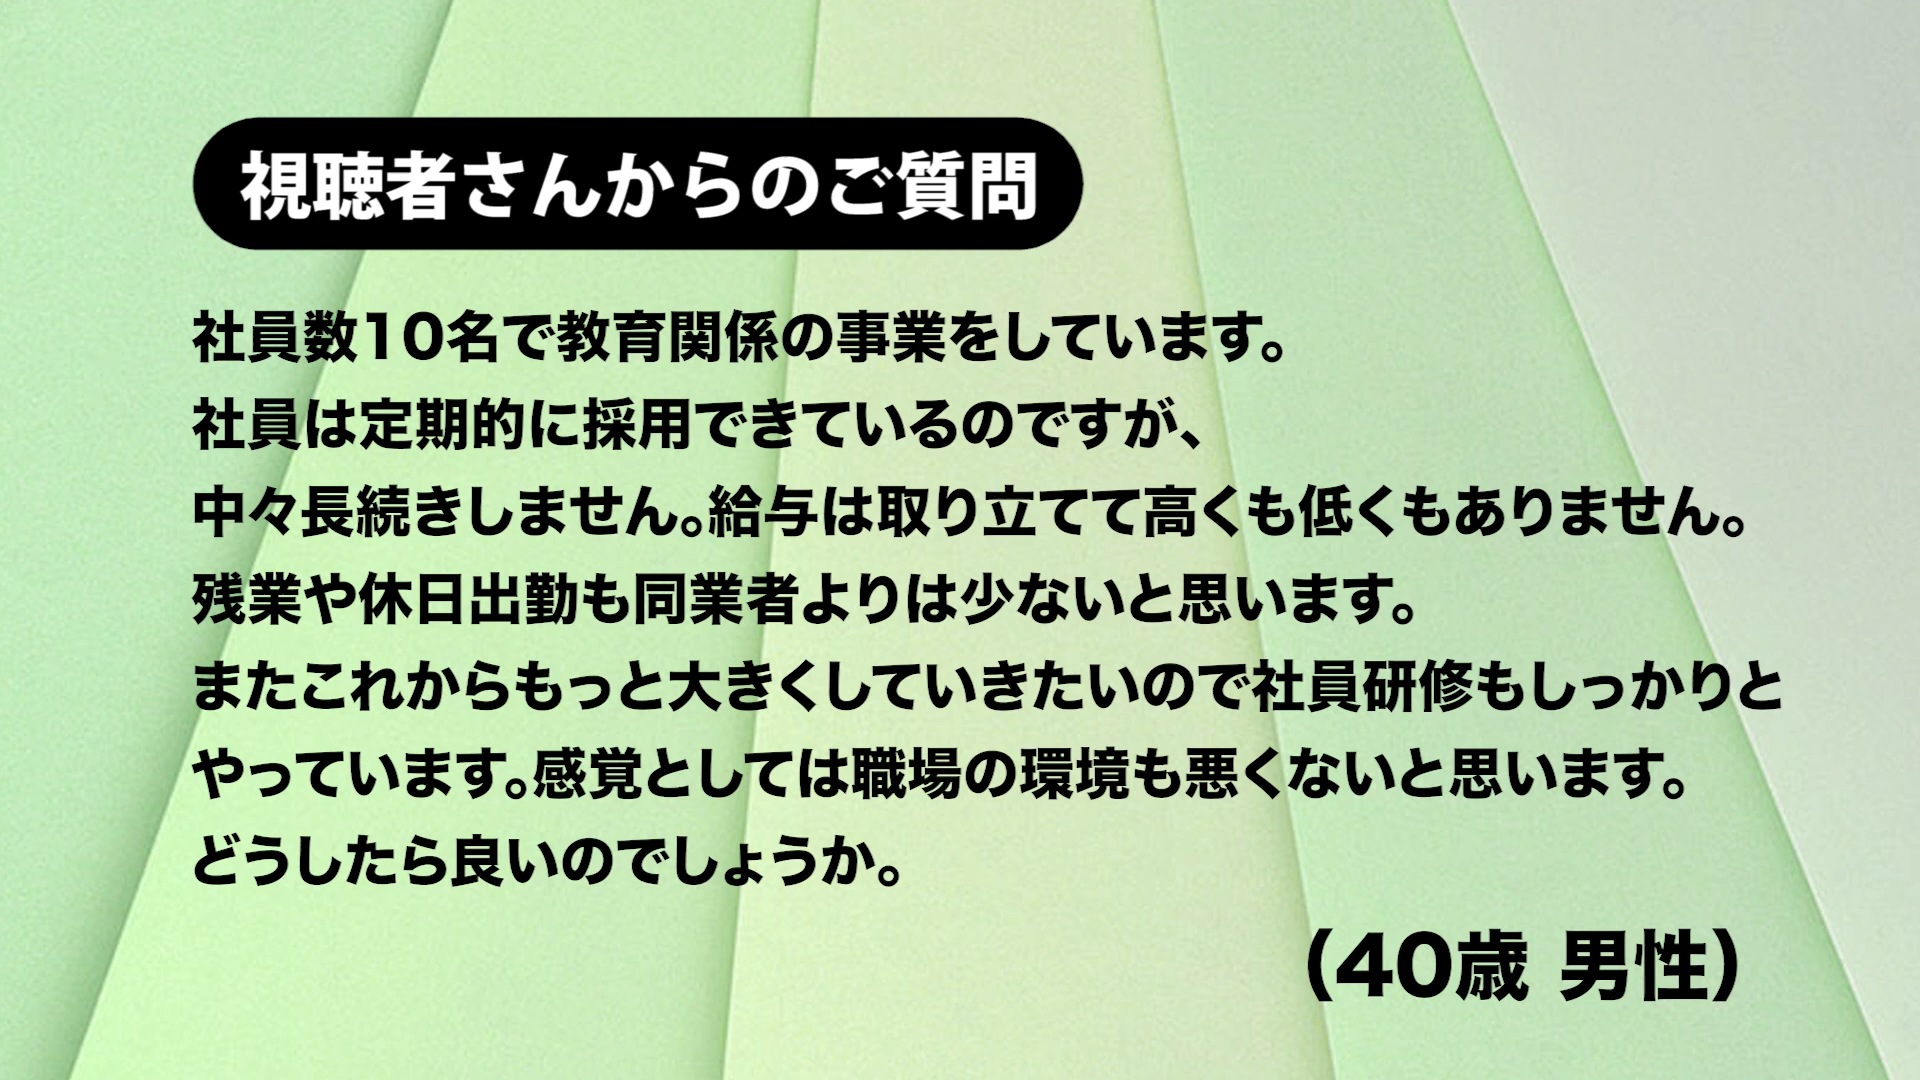 視聴者さんからのご質問
社員数10名で教育関係の事業をしています。
社員は定期的に採用できているのですが、
中々長続きしません。給与は取り立てて高くも低くもありません。
残業や休日出勤も同業者よりは少ないと思います。
またこれからもっと大きくしていきたいので社員研修もしっかりと
やっています。感覚としては職場の環境も悪くないと思います。
どうしたら良いのでしょうか。
（40歳 男性）